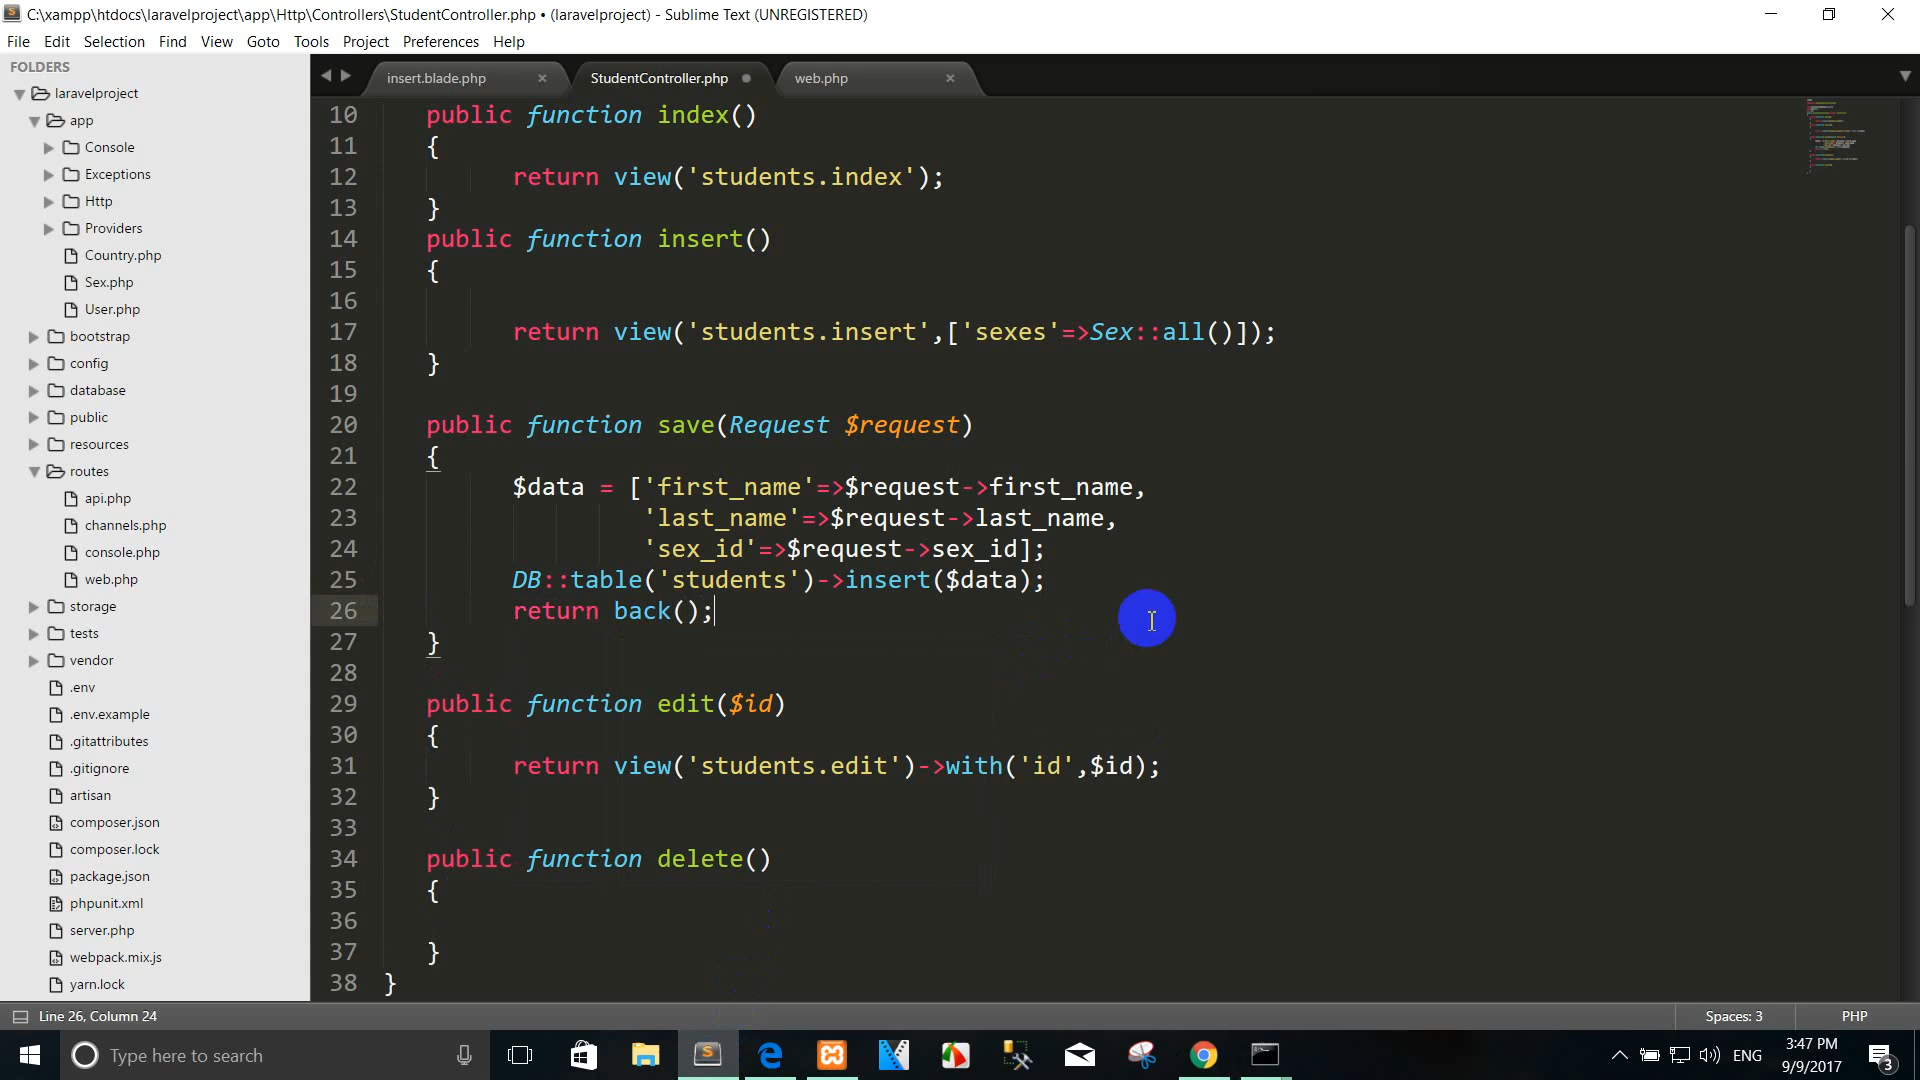 C:\xampp\htdocs\laravelproject\app\Http\Controllers\StudentController.php • (laravelproject) - Sublime Text (UNREGISTERED)
File Edit Selection Find View Goto Tools Project Preferences Help
FOLDERS
laravelproject
app
Console
Exceptions
Http
Providers
Country.php
Sex.php
User.php
bootstrap
config
database
public
resources
routes
api.php
channels.php
console.php
web.php
storage
tests
vendor
.env
.env.example
.gitattributes
.gitignore
artisan
composer.json
composer.lock
package.json
phpunit.xml
server.php
webpack.mix.js
yarn.lock
insert.blade.php StudentController.php web.php
10 public function index()
11 {
12 return view('students.index');
13 }
14 public function insert()
15 {
16
17 return view('students.insert',['sexes'=>Sex::all()]);
18 }
19
20 public function save(Request $request)
21 {
22 $data = ['first_name'=>$request->first_name,
23 'last_name'=>$request->last_name,
24 'sex_id'=>$request->sex_id];
25 DB::table('students')->insert($data);
26 return back();
27 }
28
29 public function edit($id)
30 {
31 return view('students.edit')->with('id',$id);
32 }
33
34 public function delete()
35 {
36
37 }
38 }
Line 26, Column 24 Spaces: 3 PHP
Type here to search
ENG
3:47 PM
9/9/2017
3